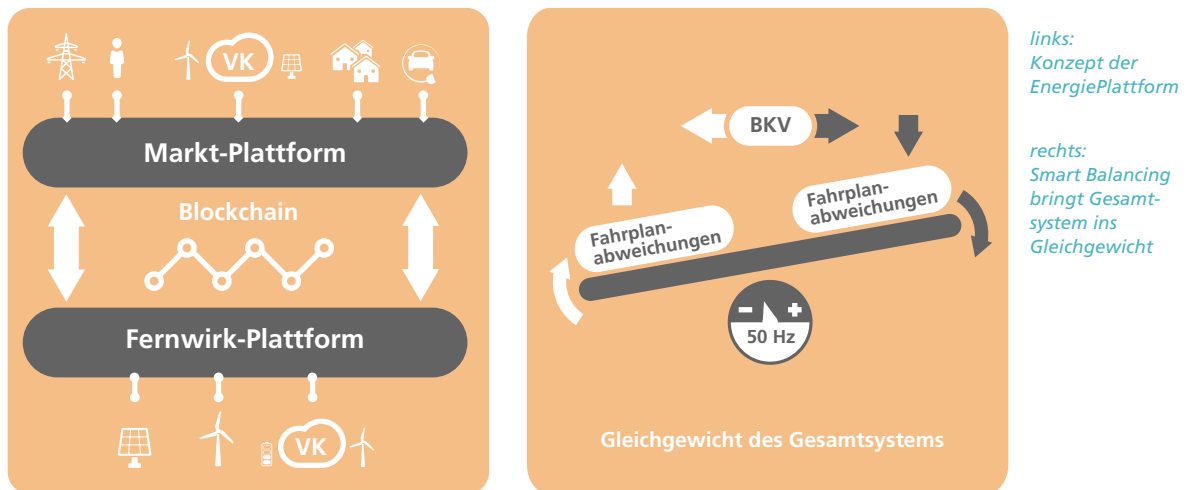 VK
Markt-Plattform
Blockchain
Fernwirk-Plattform
VK
BKV
Fahrplan-
abweichungen
Fahrplan-
abweichungen
50 Hz
Gleichgewicht des Gesamtsystems
links:
Konzept der
EnergiePlattform
rechts:
Smart Balancing
bringt Gesamt-
system ins
Gleichgewicht